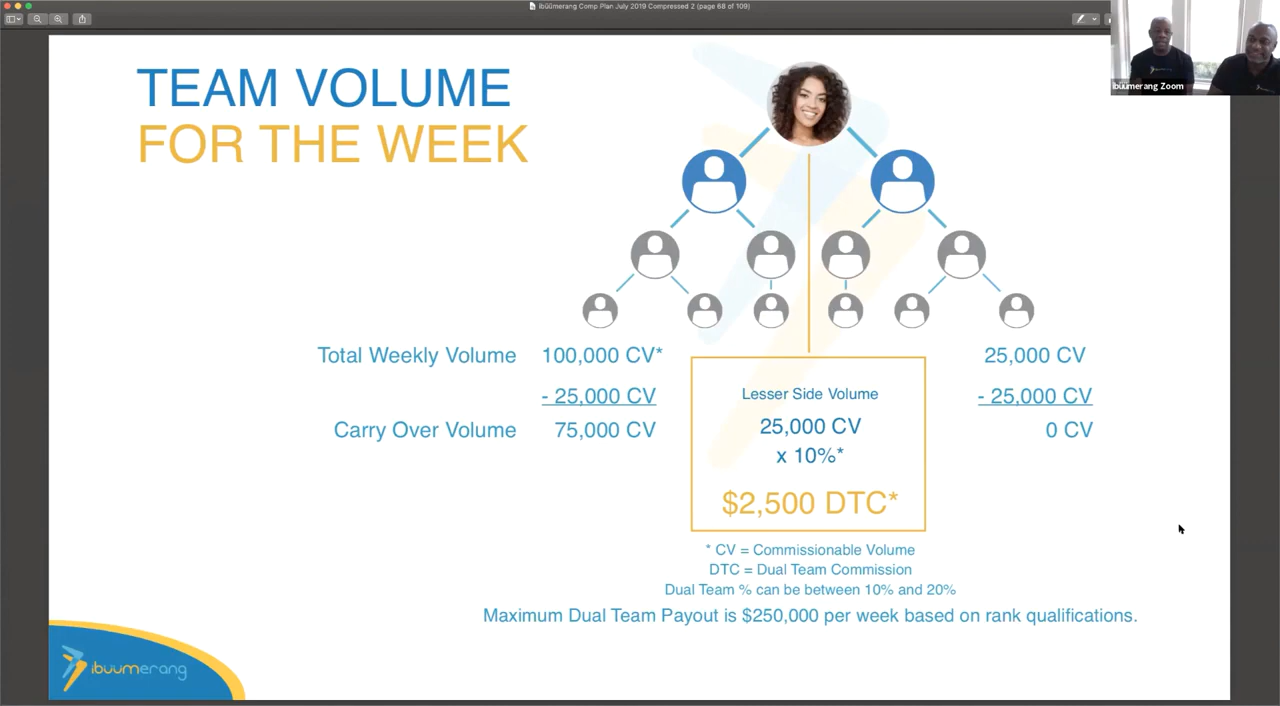 ibüümerang Comp Plan July 2019 Compressed 2 (page 68 of 109)
ibuumerang Zoom
TEAM VOLUME
FOR THE WEEK
Total Weekly Volume 100,000 CV* 25,000 CV
- 25,000 CV - 25,000 CV
Carry Over Volume 75,000 CV 0 CV
Lesser Side Volume
25,000 CV
x 10%*
$2,500 DTC*
* CV = Commissionable Volume
DTC = Dual Team Commission
Dual Team % can be between 10% and 20%
Maximum Dual Team Payout is $250,000 per week based on rank qualifications.
ibuumerang